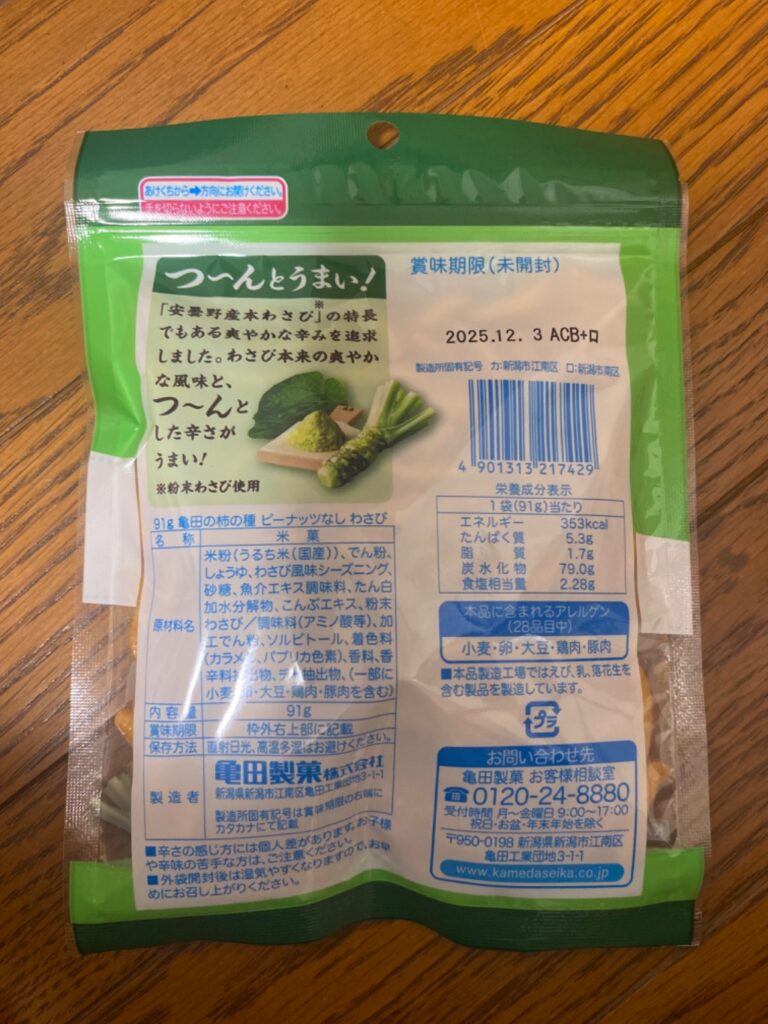 あけくちから➡方向にお開けください。
手を切らないようにご注意ください。
つ〜んとうまい!
「安曇野産本わさび※」の特長
でもある爽やかな辛みを追求
しました。わさび本来の爽やか
な風味と、
つ〜んと
した辛さが
うまい!
※粉末わさび使用
賞味期限(未開封)
2025.12. 3 ACB+ロ
製造所固有記号 カ:新潟市江南区 ロ:新潟市南区
4 901313 217429
栄養成分表示
1袋(91g)当たり
エネルギー 353kcal
たんぱく質 5.3g
脂質 1.7g
炭水化物 79.0g
食塩相当量 2.28g
本品に含まれるアレルゲン
(28品目中)
小麦・卵・大豆・鶏肉・豚肉
■本品製造工場ではえび、乳、落花生を
含む製品を製造しています。
プラ
お問い合わせ先
亀田製菓 お客様相談室
☎0120-24-8880
受付時間 月〜金曜日 9:00〜17:00
祝日・お盆・年末年始を除く
〒950-0198 新潟県新潟市江南区
亀田工業団地3-1-1
www.kamedaseika.co.jp
91g 亀田の柿の種 ピーナッツなし わさび
名称 米菓
原材料名
米粉(うるち米(国産))、でん粉、
しょうゆ、わさび風味シーズニング、
砂糖、魚介エキス調味料、たん白
加水分解物、こんぶエキス、粉末
わさび/調味料(アミノ酸等)、加
工でん粉、ソルビトール、着色料
(カラメル、パプリカ色素)、香料、香
辛料抽出物、抽出物、(一部に
小麦・卵・大豆・鶏肉・豚肉を含む)
内容量 91g
賞味期限 枠外右上部に記載
保存方法 直射日光、高温多湿はお避けください。
製造者
亀田製菓株式会社
新潟県新潟市江南区亀田工業団地3-1-1
製造所固有記号は賞味期限の右端に
カタカナにて記載
■辛さの感じ方には個人差があります。お子様
や辛味の苦手な方は、ご注意ください。
■外袋開封後は湿気やすくなりますので、お早
めにお召し上がりください。